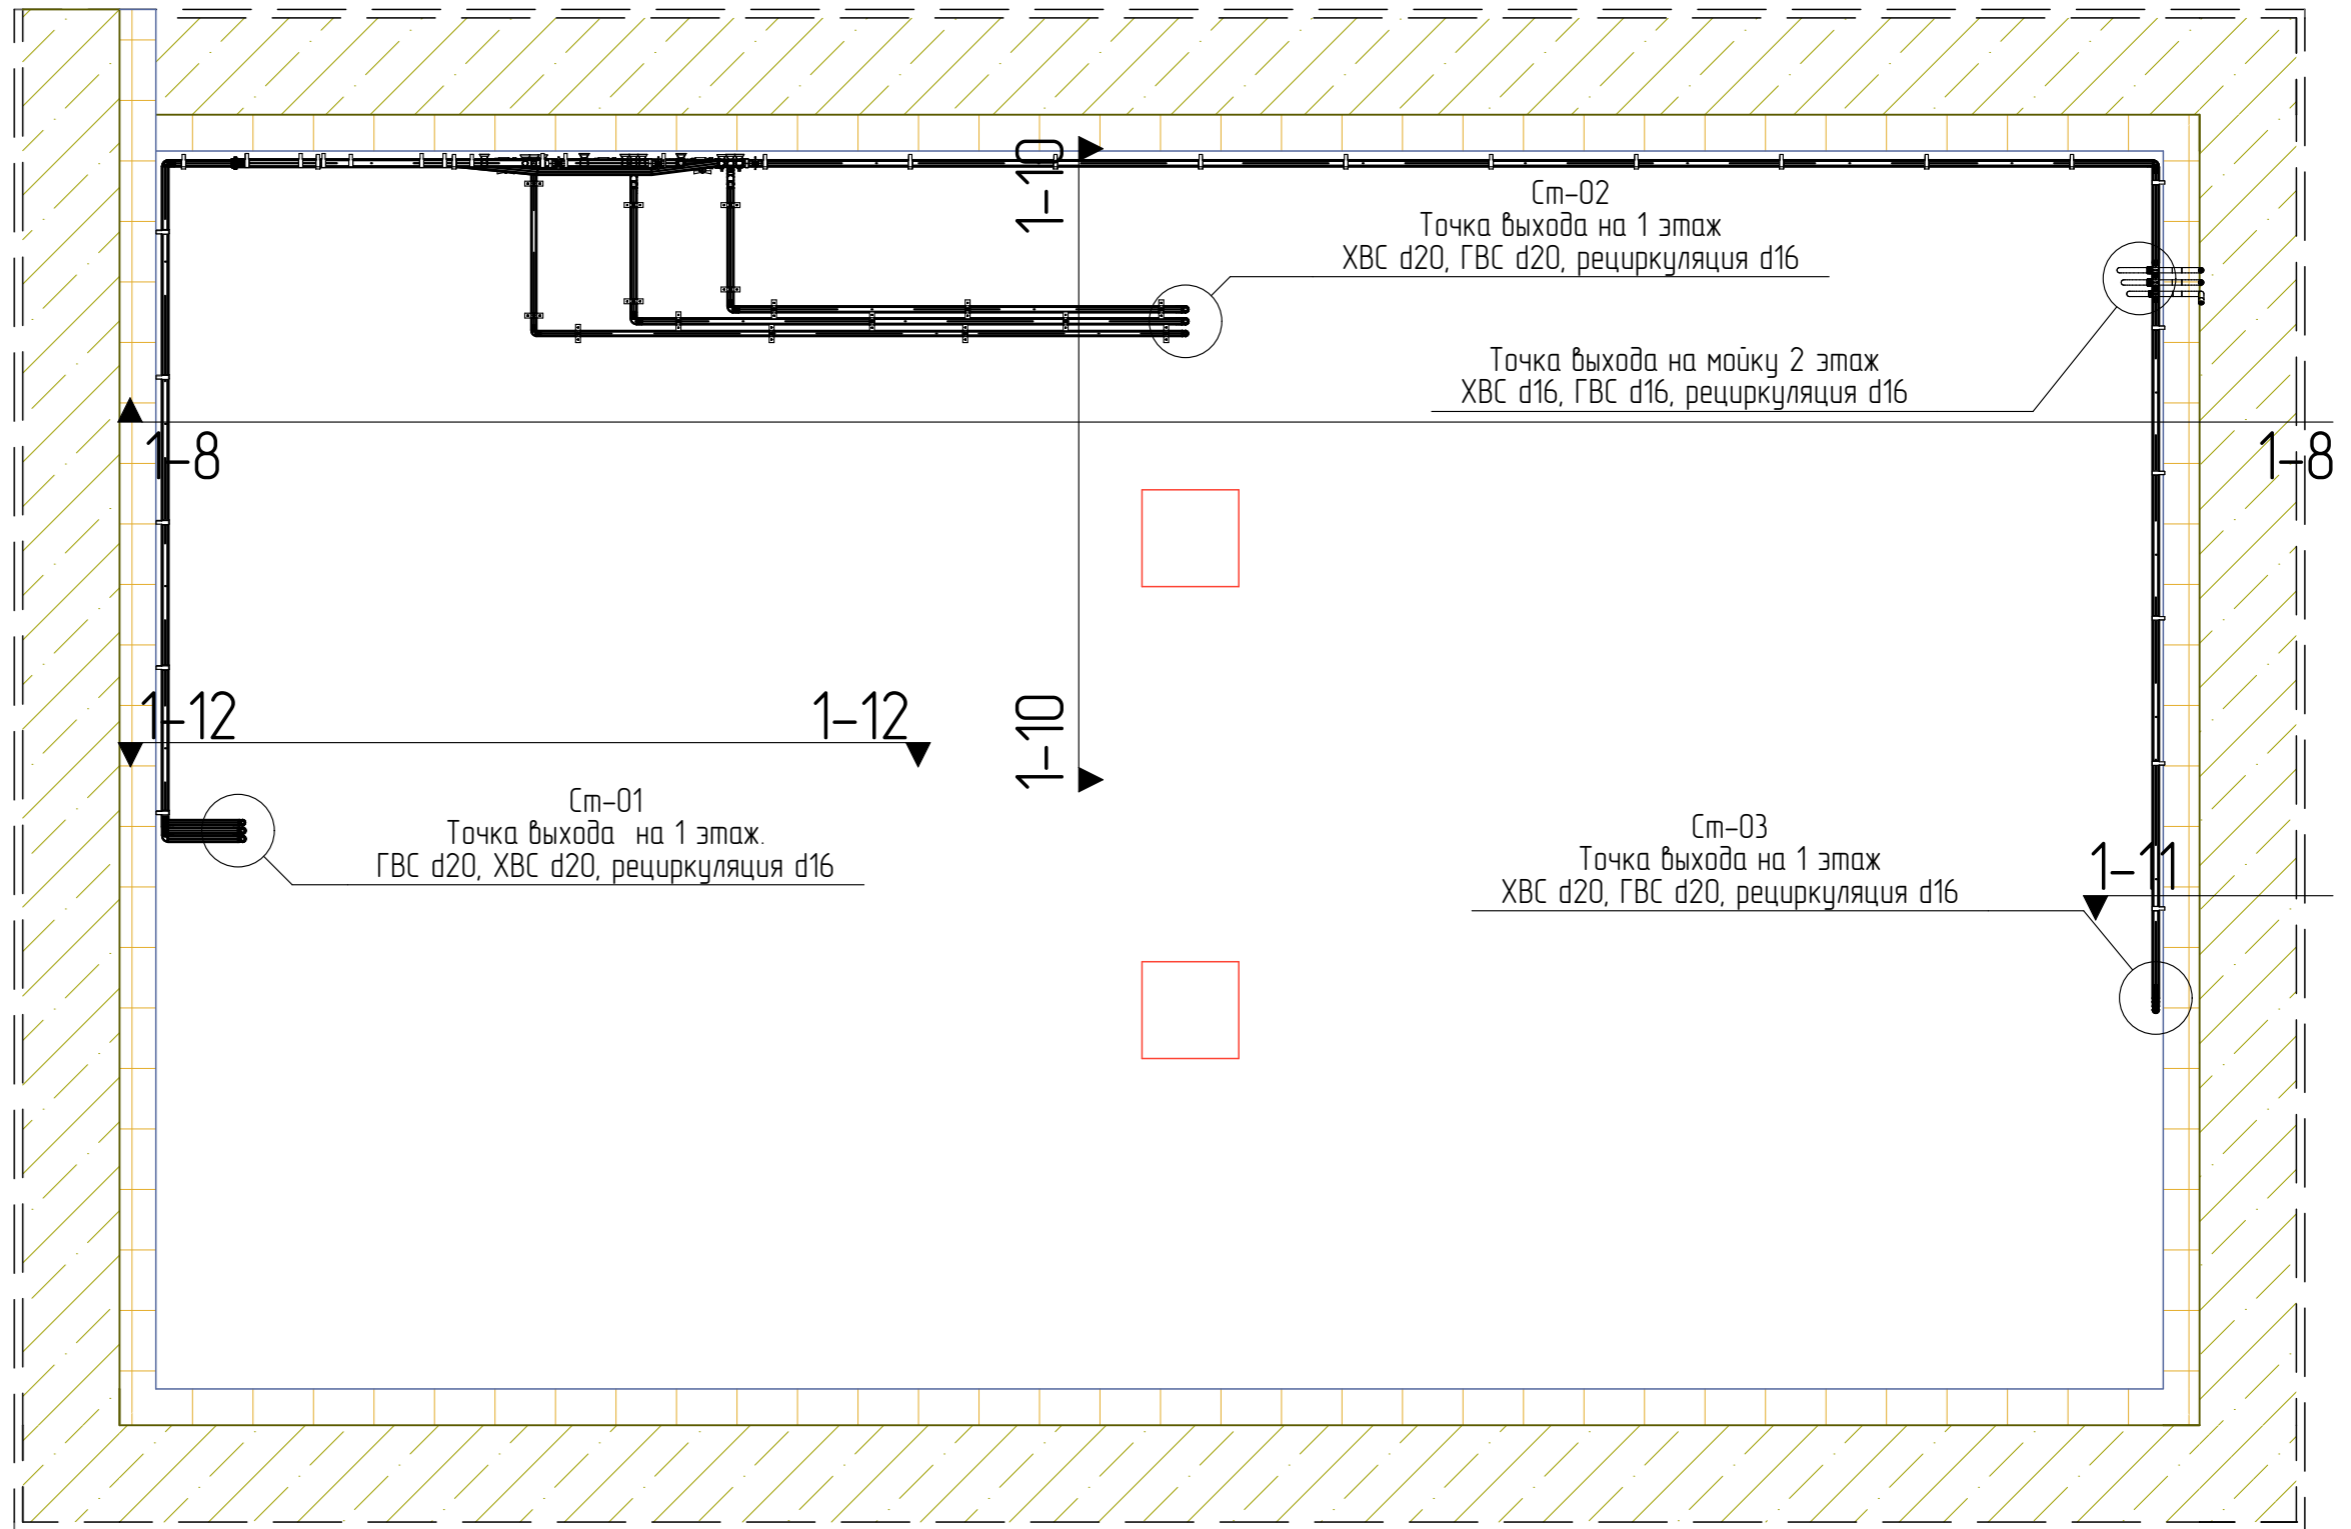 1-10
Ст-02
Точка выхода на 1 этаж
ХВС d20, ГВС d20, рециркуляция d16
Точка выхода на мойку 2 этаж
ХВС d16, ГВС d16, рециркуляция d16
1-8
1-8
1-12
1-12
1-10
Ст-01
Точка выхода на 1 этаж.
ГВС d20, ХВС d20, рециркуляция d16
Ст-03
Точка выхода на 1 этаж
ХВС d20, ГВС d20, рециркуляция d16
1-11